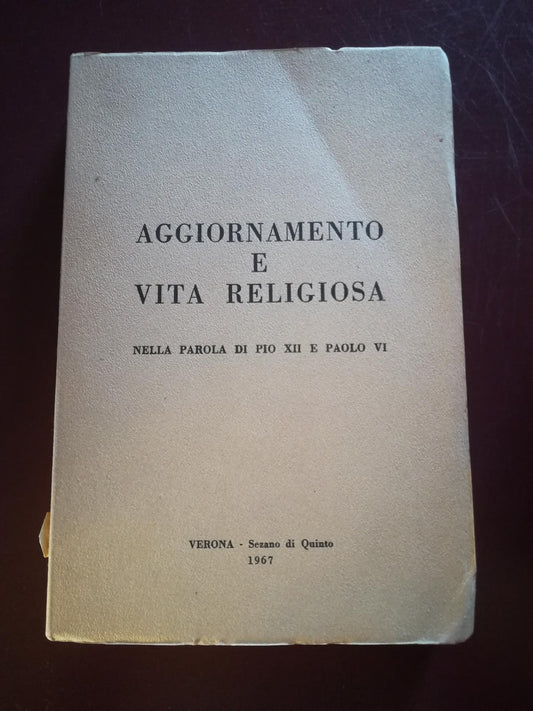 AGGIORNAMENTO
E
VITA RELIGIOSA
NELLA PAROLA DI PIO XII E PAOLO VI
VERONA - Sezano di Quinto
1967